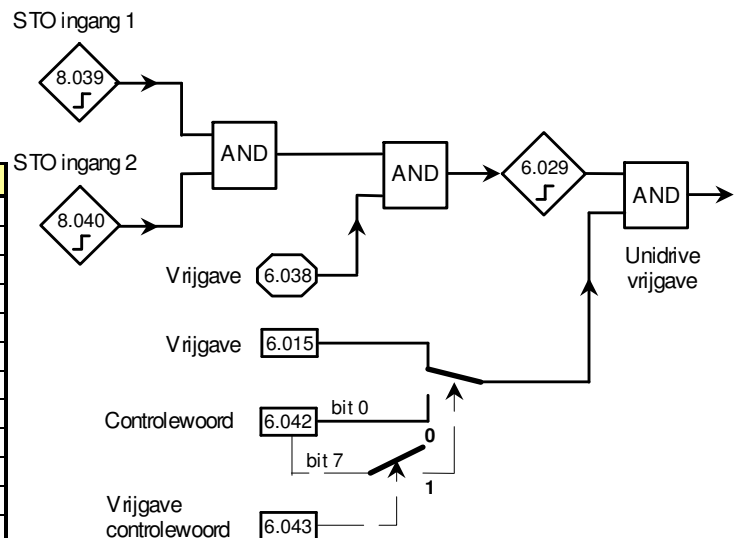 STO ingang 1
8.039
AND
STO ingang 2
8.040
AND
6.029
AND
Unidrive
vrijgave
Vrijgave
6.038
Vrijgave
6.015
Controlewoord
6.042
bit 0
bit 7
0
1
Vrijgave
controlewoord
6.043